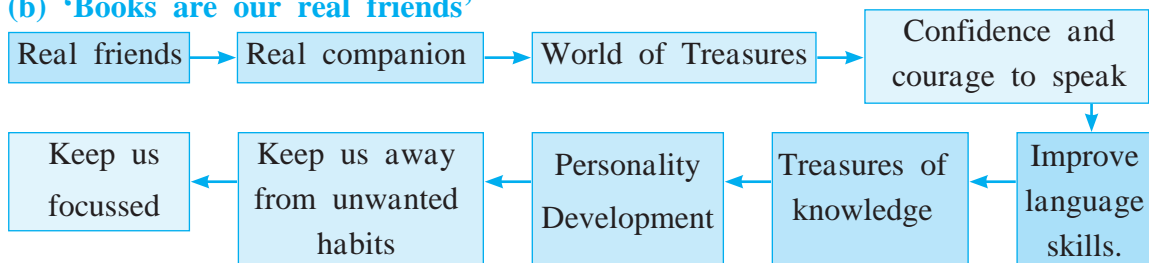 (b) ‘Books are our real friends’
Real friends
Real companion
World of Treasures
Confidence and
courage to speak
Improve
language
skills.
Treasures of
knowledge
Personality
Development
Keep us away
from unwanted
habits
Keep us
focussed